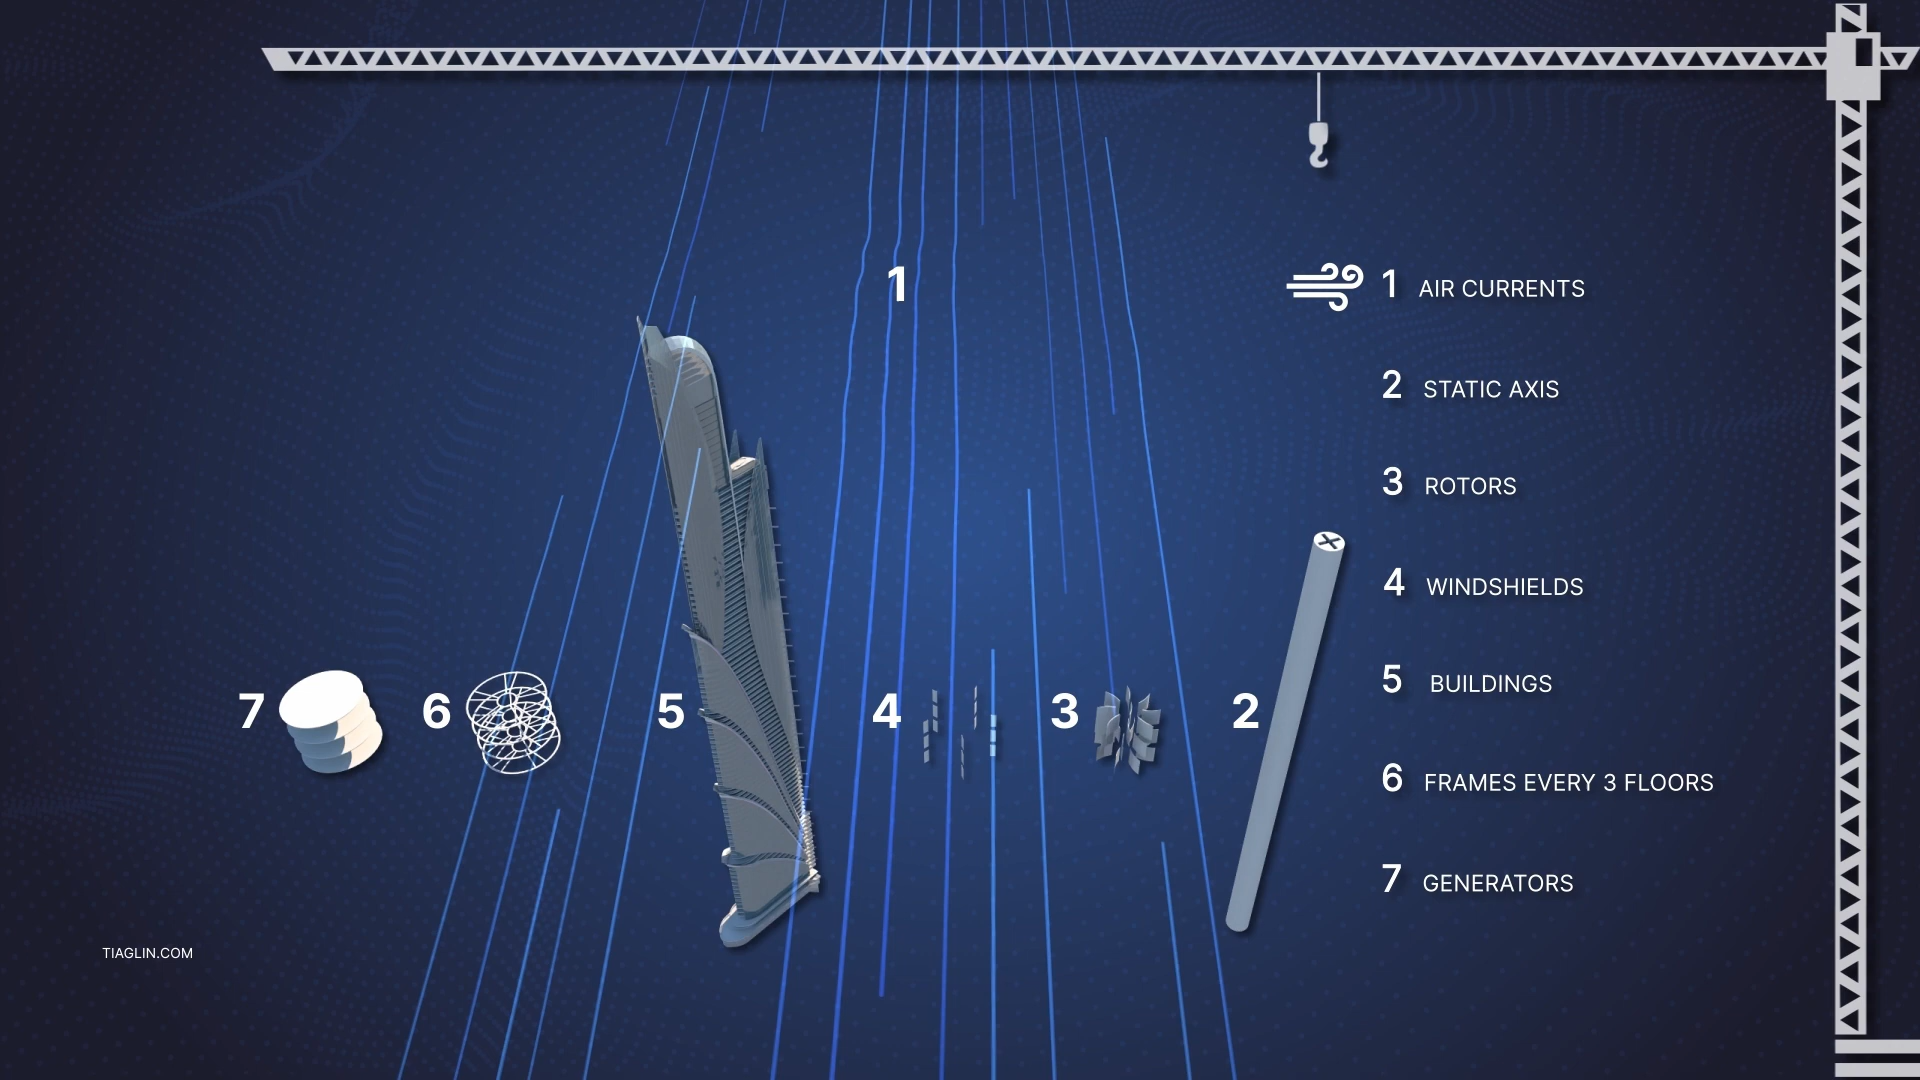 1
1 AIR CURRENTS
2 STATIC AXIS
3 ROTORS
4 WINDSHIELDS
5 BUILDINGS
7 6 5 4 3 2
6 FRAMES EVERY 3 FLOORS
7 GENERATORS
TIAGLIN.COM